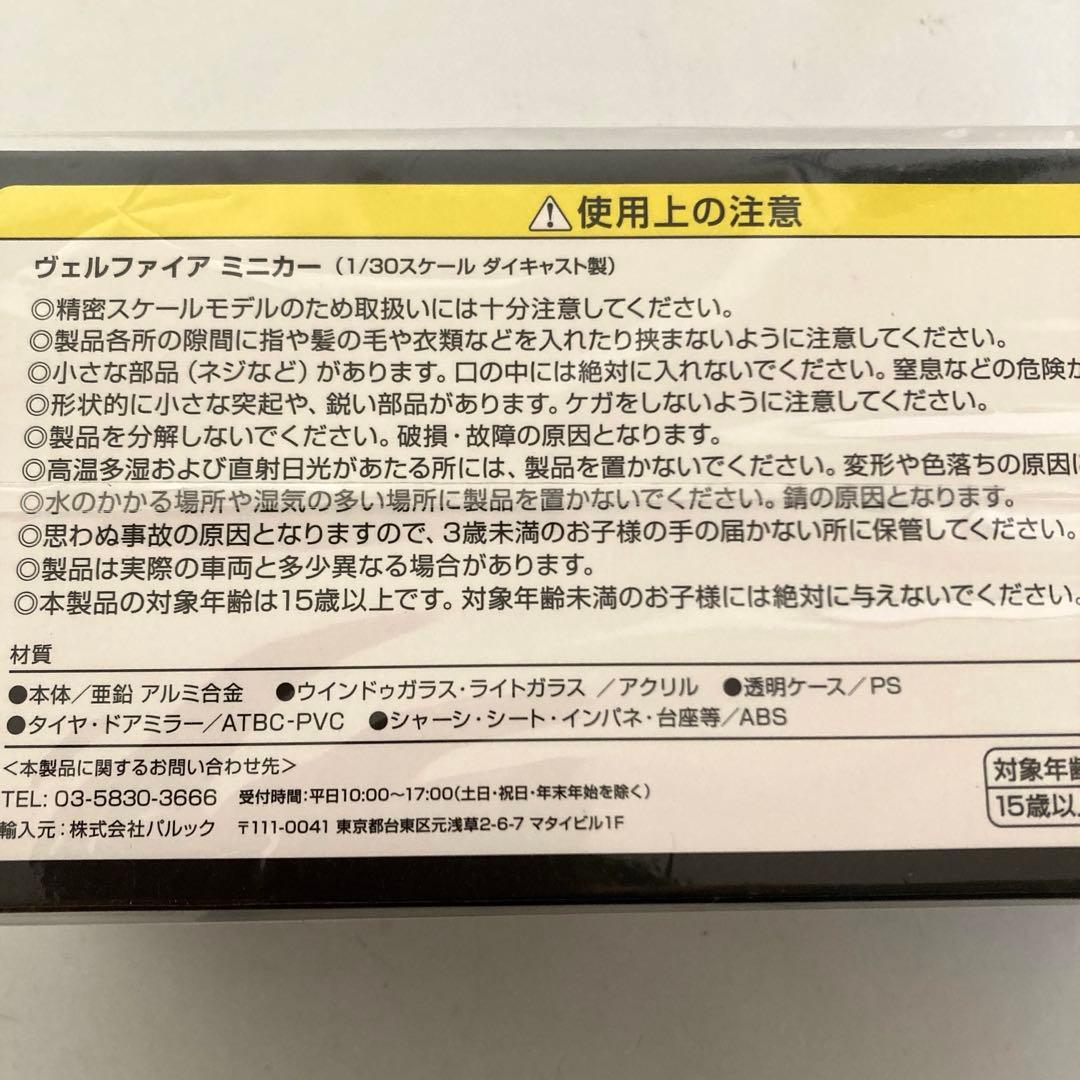 ⚠使用上の注意
ヴェルファイア ミニカー（1/30スケール ダイキャスト製）
◎精密スケールモデルのため取扱いには十分注意してください。
◎製品各所の隙間に指や髪の毛や衣類などを入れたり挟まないように注意してください。
◎小さな部品（ネジなど）があります。口の中には絶対に入れないでください。窒息などの危険が
◎形状的に小さな突起や、鋭い部品があります。ケガをしないように注意してください。
◎製品を分解しないでください。破損・故障の原因となります。
◎高温多湿および直射日光があたる所には、製品を置かないでください。変形や色落ちの原因に
◎水のかかる場所や湿気の多い場所に製品を置かないでください。錆の原因となります。
◎思わぬ事故の原因となりますので、3歳未満のお子様の手の届かない所に保管してください。
◎製品は実際の車両と多少異なる場合があります。
◎本製品の対象年齢は15歳以上です。対象年齢未満のお子様には絶対に与えないでください。
材質
●本体／亜鉛 アルミ合金 ●ウインドゥガラス・ライトガラス ／アクリル ●透明ケース／PS
●タイヤ・ドアミラー／ATBC-PVC ●シャーシ・シート・インパネ・台座等／ABS
＜本製品に関するお問い合わせ先＞
TEL: 03-5830-3666 受付時間：平日10:00〜17:00（土日・祝日・年末年始を除く）
輸入元：株式会社パルック 〒111-0041 東京都台東区元浅草2-6-7 マタイビル1F
対象年齢
15歳以上